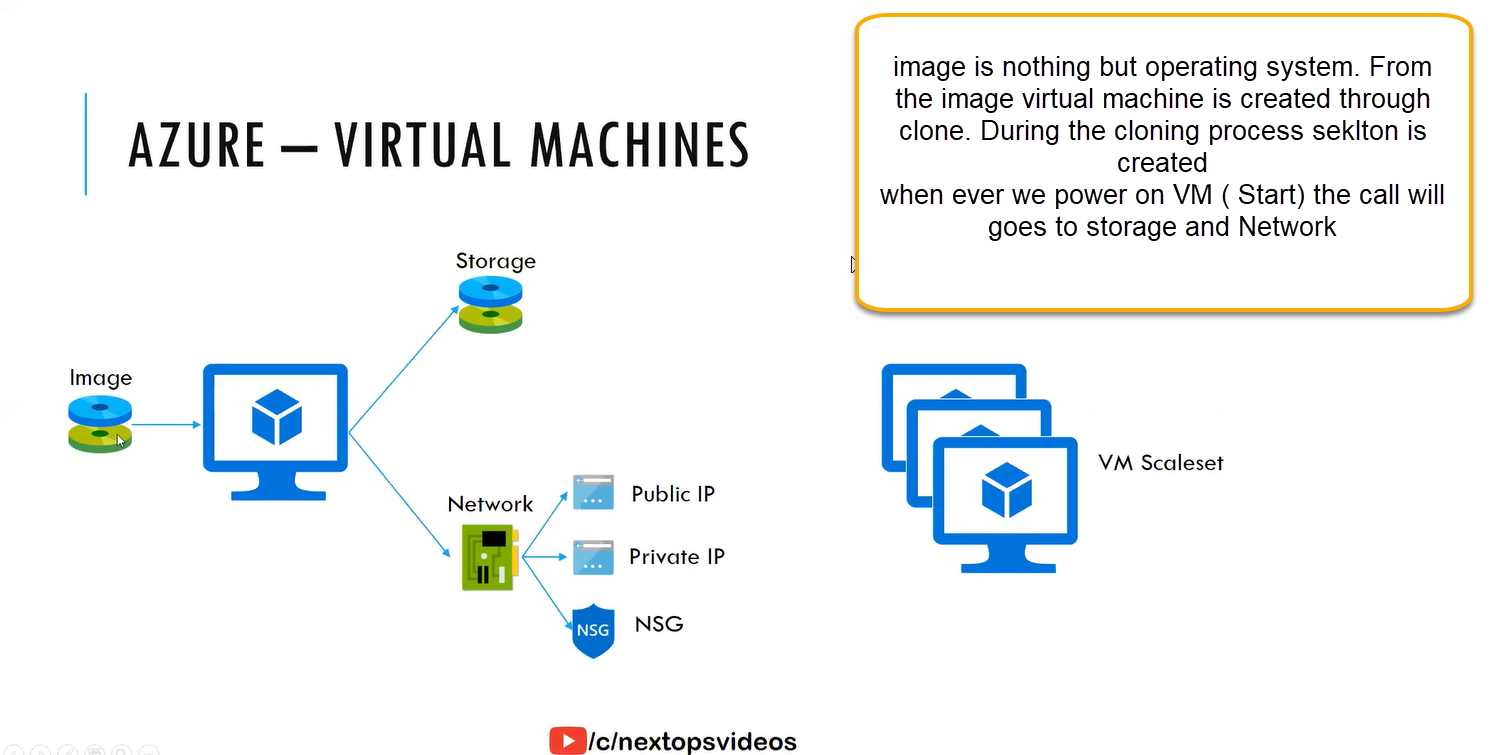 AZURE – VIRTUAL MACHINES
image is nothing but operating system. From
the image virtual machine is created through
clone. During the cloning process seklton is
created
when ever we power on VM ( Start) the call will
goes to storage and Network
Storage
Image
Network
Public IP
Private IP
NSG
NSG
VM Scaleset
/c/nextopsvideos